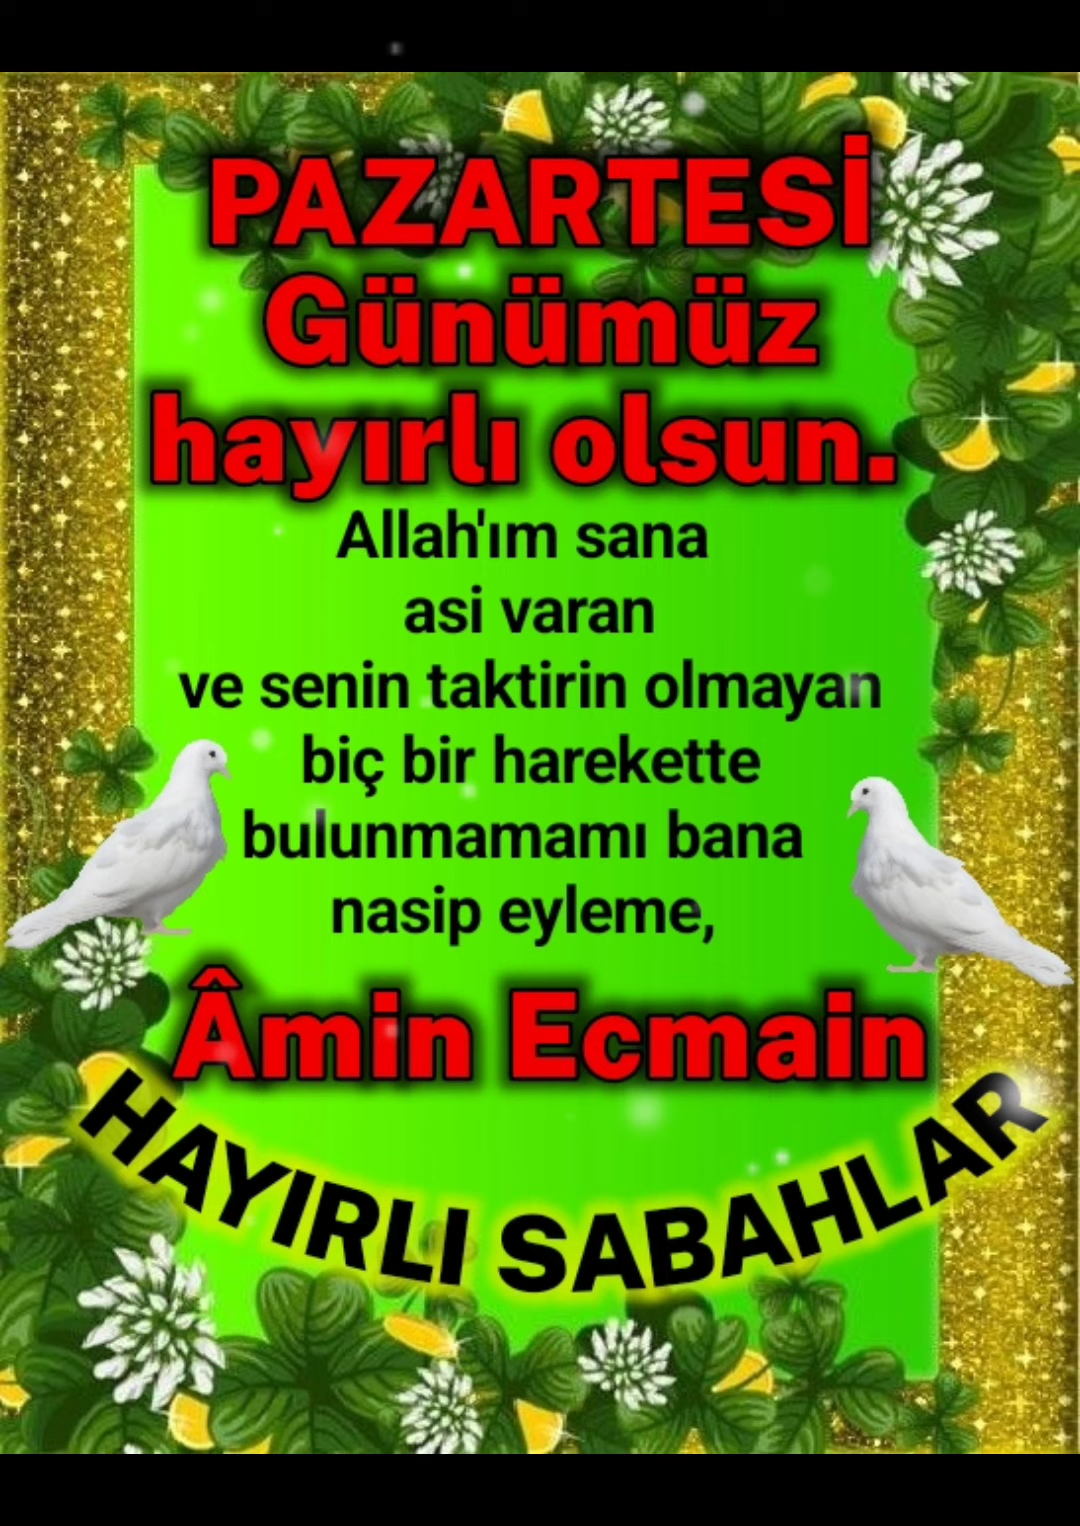 PAZARTESİ
Günümüz
hayırlı olsun.
Allah'ım sana
asi varan
ve senin taktirin olmayan
biç bir harekette
bulunmamamı bana
nasip eyleme,
Âmin Ecmain
HAYIRLI SABAHLAR